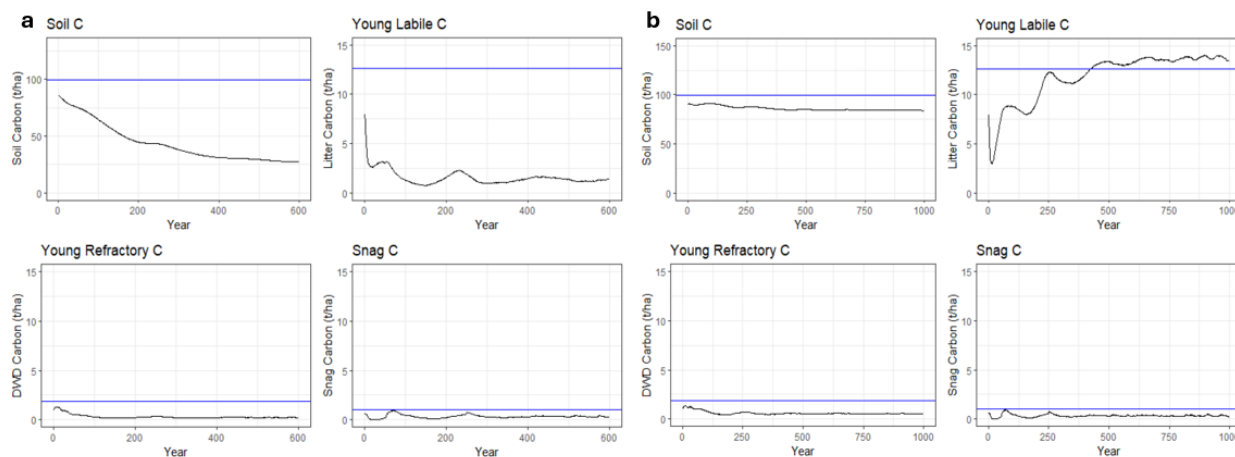 a
Soil C
Soil Carbon (t/ha)
100
50
0
0 200 400 600
Year
Young Labile C
Litter Carbon (t/ha)
15
10
5
0
0 200 400 600
Year
Young Refractory C
DWD Carbon (t/ha)
15
10
5
0
0 200 400 600
Year
Snag C
Snag Carbon (t/ha)
15
10
5
0
0 200 400 600
Year
b
Soil C
Soil Carbon (t/ha)
150
100
50
0
0 250 500 750 1000
Year
Young Labile C
Litter Carbon (t/ha)
15
10
5
0
0 250 500 750 1000
Year
Young Refractory C
DWD Carbon (t/ha)
15
10
5
0
0 250 500 750 1000
Year
Snag C
Snag Carbon (t/ha)
15
10
5
0
0 250 500 750 1000
Year